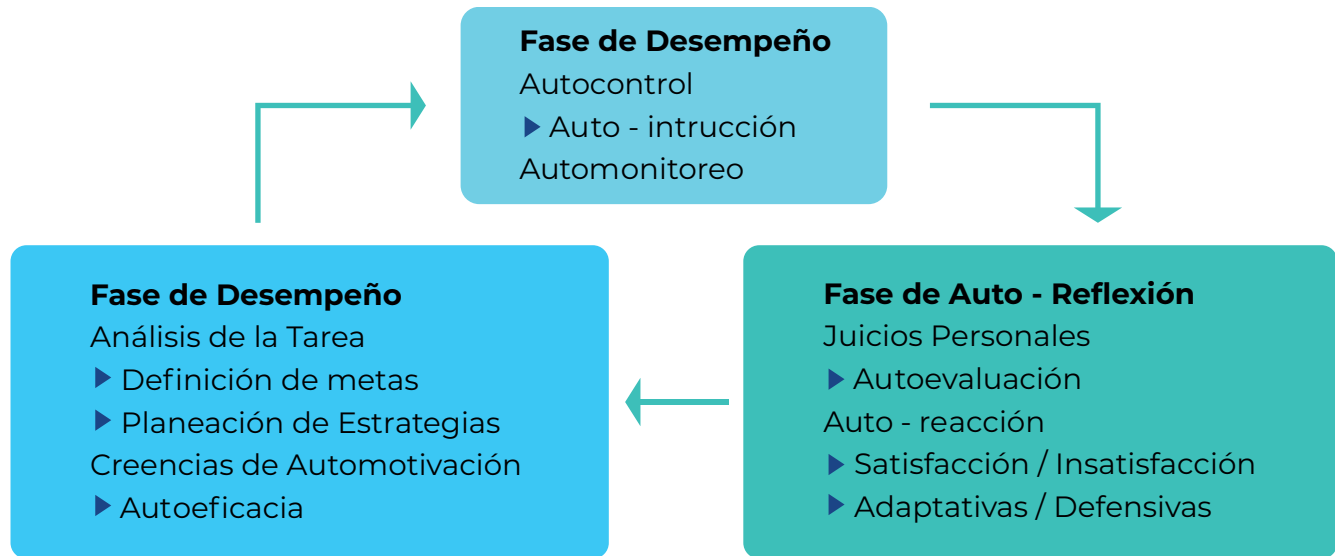 Fase de Desempeño
Autocontrol
Auto - intrucción
Automonitoreo
Fase de Desempeño
Análisis de la Tarea
Definición de metas
Planeación de Estrategias
Creencias de Automotivación
Autoeficacia
Fase de Auto - Reflexión
Juicios Personales
Autoevaluación
Auto - reacción
Satisfacción / Insatisfacción
Adaptativas / Defensivas